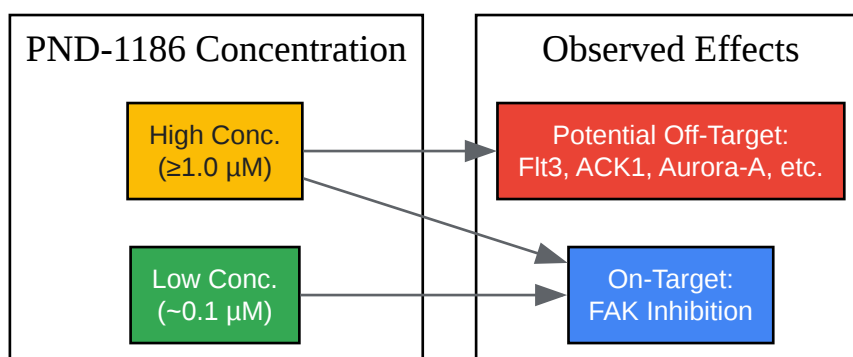 PND-1186 Concentration
High Conc.
(≥1.0 µM)
Low Conc.
(~0.1 µM)
Observed Effects
Potential Off-Target:
Flt3, ACK1, Aurora-A, etc.
On-Target:
FAK Inhibition